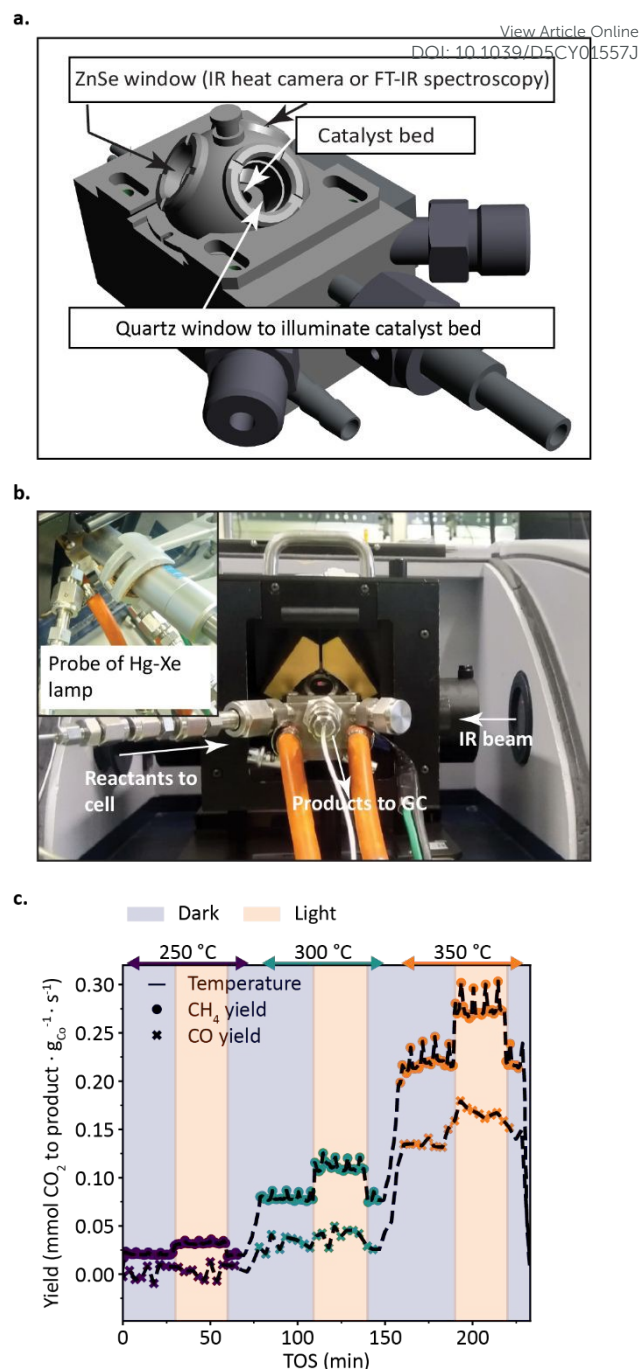 a.
View Article Online
DOI: 10.1039/D5CY01557J
ZnSe window (IR heat camera or FT-IR spectroscopy)
Catalyst bed
Quartz window to illuminate catalyst bed
b.
Probe of Hg-Xe
lamp
Reactants to
cell
Products to GC
IR beam
c.
Dark
Light
250 °C
300 °C
350 °C
Temperature
CH4 yield
CO yield
0.30
0.25
0.20
0.15
0.10
0.05
0.00
Yield (mmol CO2 to product · gCo⁻¹ · s⁻¹)
0
50
100
150
200
TOS (min)